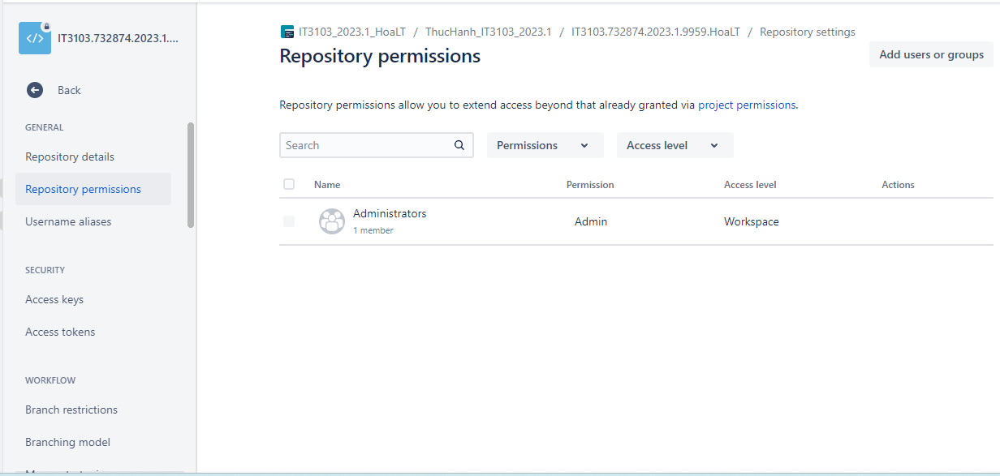 IT3103.732874.2023.1....
Back
GENERAL
Repository details
Repository permissions
Username aliases
SECURITY
Access keys
Access tokens
WORKFLOW
Branch restrictions
Branching model
IT3103_2023.1_HoaLT / ThucHanh_IT3103_2023.1 / IT3103.732874.2023.1.9959.HoaLT / Repository settings
Repository permissions
Add users or groups
Repository permissions allow you to extend access beyond that already granted via project permissions.
Search Permissions Access level
Name Permission Access level Actions
Administrators
1 member
Admin Workspace